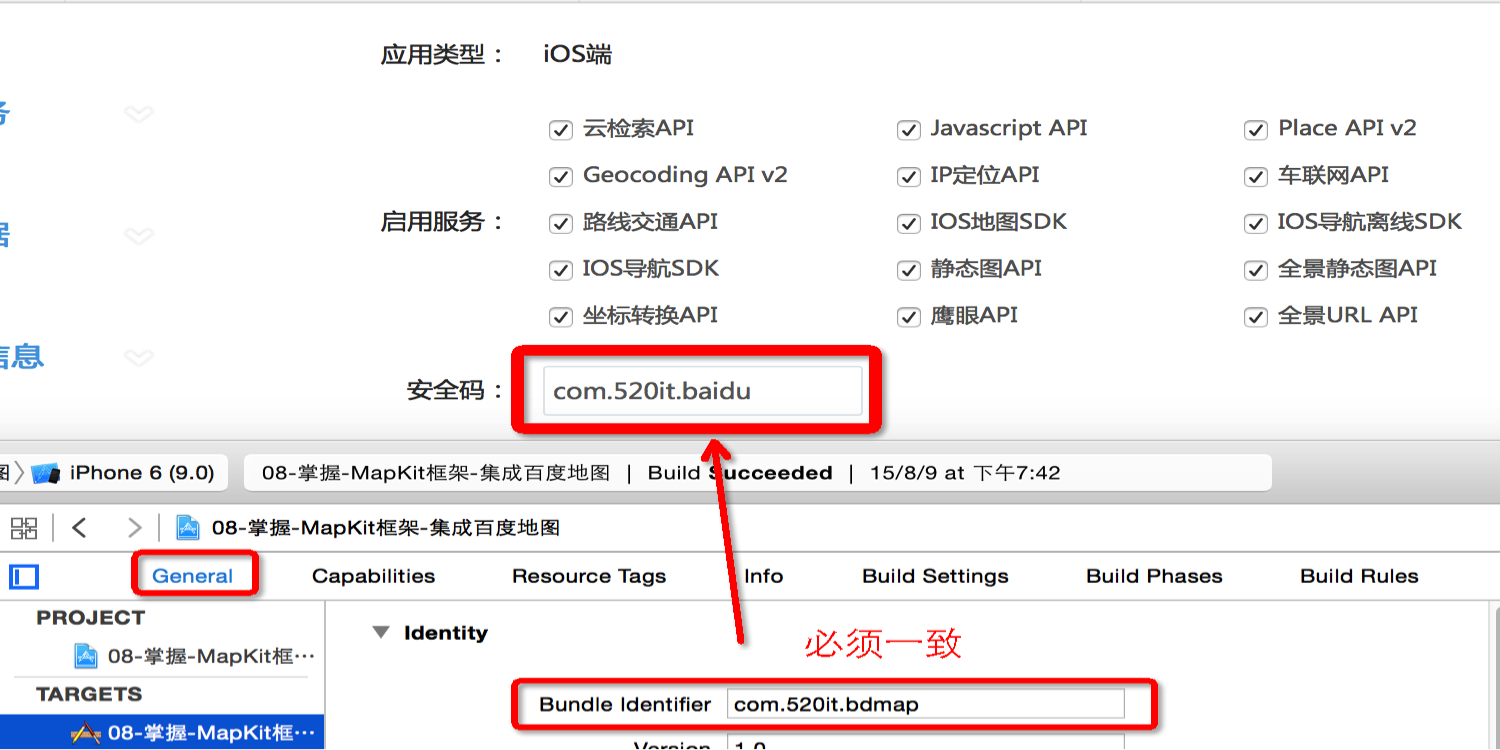 应用类型： iOS端
务
云检索API Javascript API Place API v2
Geocoding API v2 IP定位API 车联网API
启用服务： 路线交通API IOS地图SDK IOS导航离线SDK
据
IOS导航SDK 静态图API 全景静态图API
坐标转换API 鹰眼API 全景URL API
信息
安全码： com.520it.baidu
图 iPhone 6 (9.0) 08-掌握-MapKit框架-集成百度地图 | Build Succeeded | 15/8/9 at 下午7:42
08-掌握-MapKit框架-集成百度地图
General Capabilities Resource Tags Info Build Settings Build Phases Build Rules
PROJECT
Identity
必须一致
08-掌握-MapKit框…
TARGETS
Bundle Identifier com.520it.bdmap
08-掌握-MapKit框…
Version 1.0